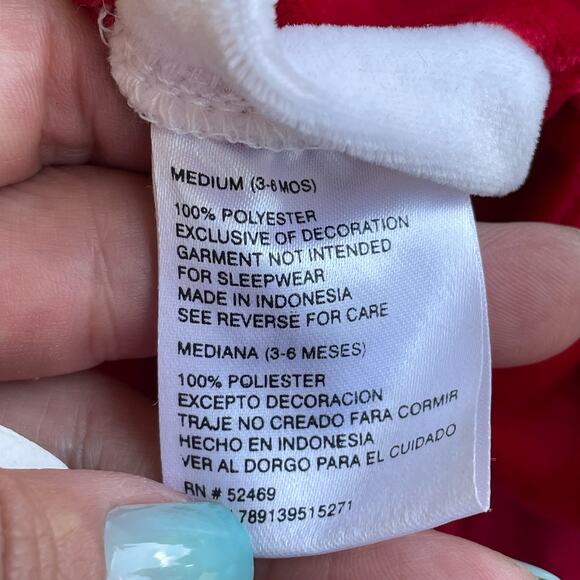 MEDIUM (3-6MOS)
100% POLYESTER
EXCLUSIVE OF DECORATION
GARMENT NOT INTENDED
FOR SLEEPWEAR
MADE IN INDONESIA
SEE REVERSE FOR CARE
MEDIANA (3-6 MESES)
100% POLIESTER
EXCEPTO DECORACION
TRAJE NO CREADO FARA CORMIR
HECHO EN INDONESIA
VER AL DORGO PARA EL CUIDADO
RN # 52469
789139515271